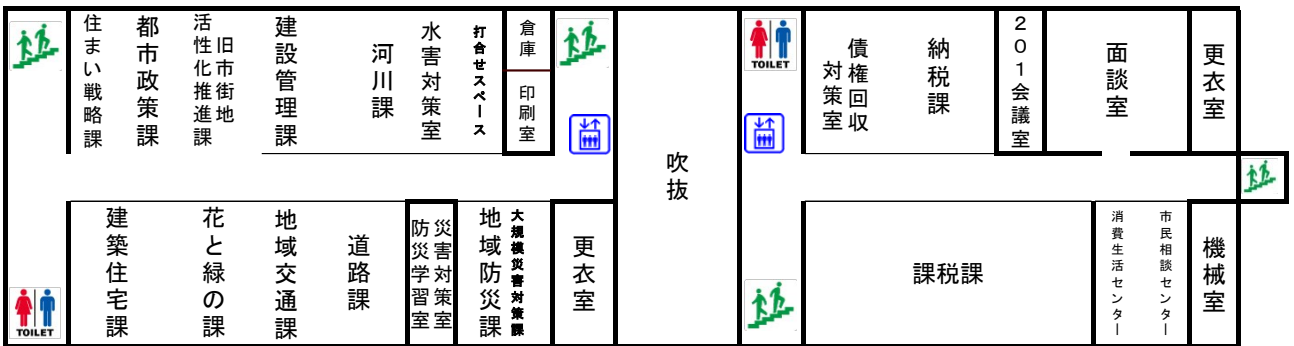 住まい戦略課
都市政策課
旧市街地
活性化推進課
建設管理課
河川課
水害対策室
打合せスペース
倉庫
印刷室
吹抜
TOILET
債権回収
対策室
納税課
201会議室
面談室
更衣室
TOILET
建築住宅課
花と緑の課
地域交通課
道路課
災害対策室
防災学習室
大規模災害対策課
地域防災課
更衣室
課税課
消費生活センター
市民相談センター
機械室